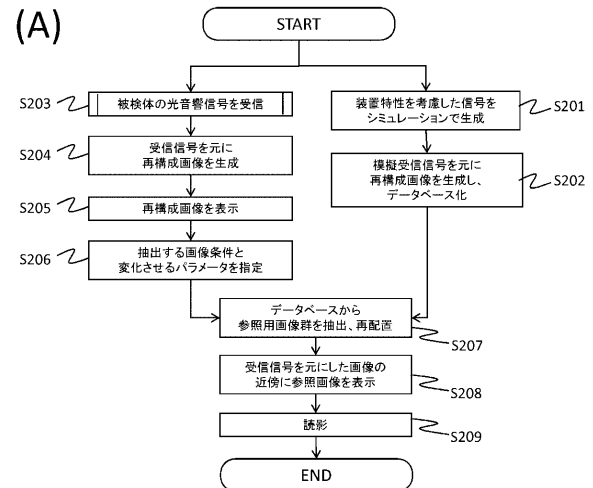 (A)
START
S203
被検体の光音響信号を受信
装置特性を考慮した信号を
シミュレーションで生成
S201
S204
受信信号を元に
再構成画像を生成
模擬受信信号を元に
再構成画像を生成し、
データベース化
S202
S205
再構成画像を表示
S206
抽出する画像条件と
変化させるパラメータを指定
データベースから
参照用画像群を抽出、再配置
S207
受信信号を元にした画像の
近傍に参照画像を表示
S208
読影
S209
END